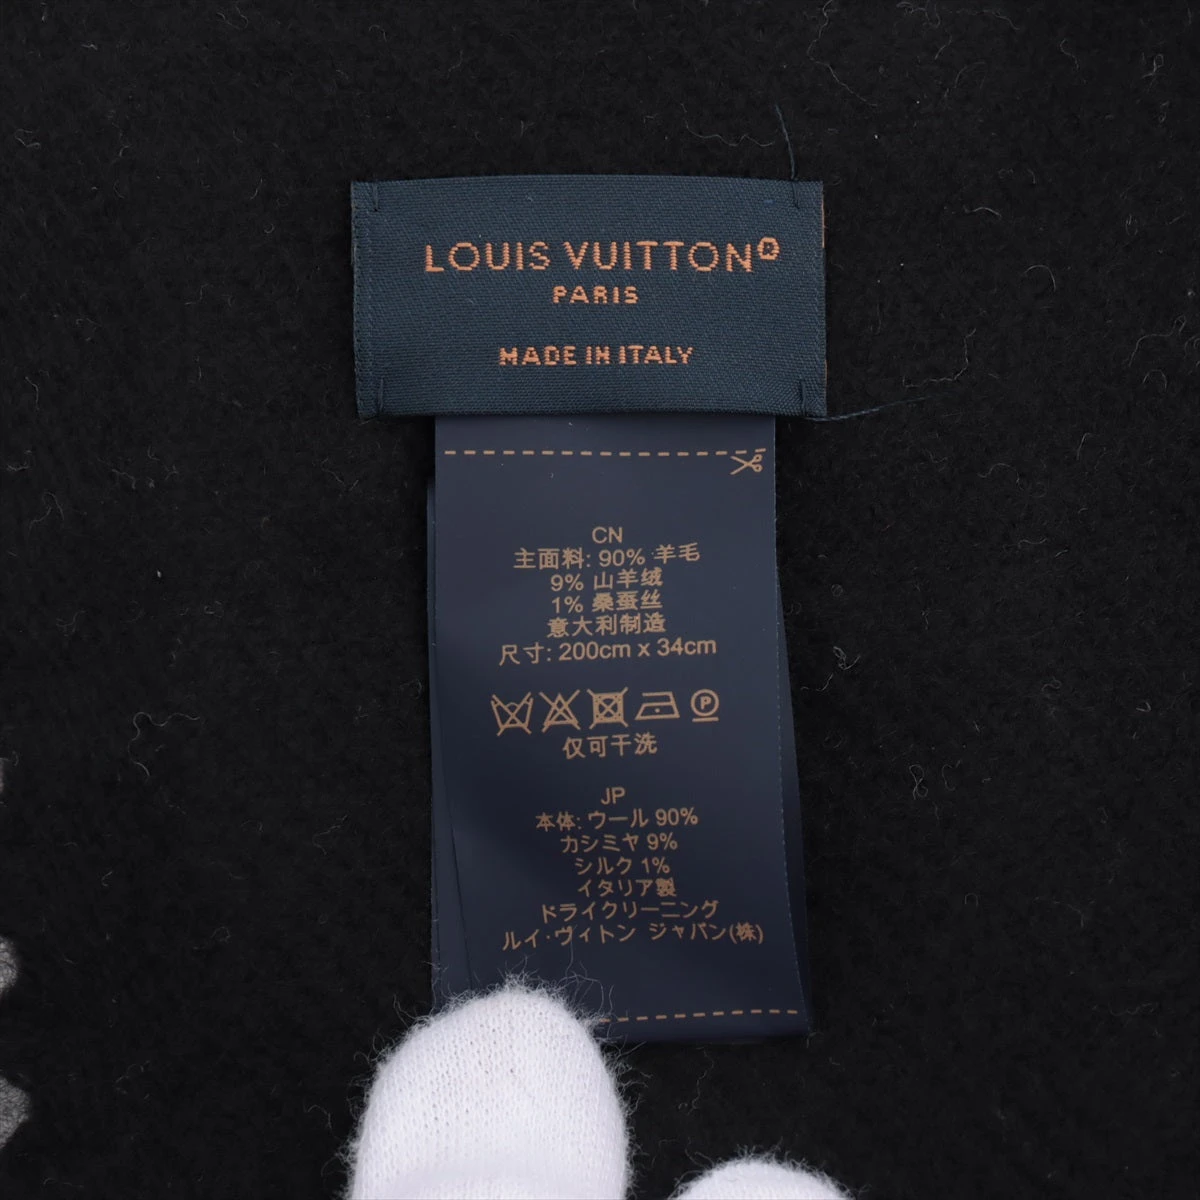 LOUIS VUITTON®
PARIS
MADE IN ITALY
CN
主面料: 90% 羊毛
9% 山羊绒
1% 桑蚕丝
意大利制造
尺寸: 200cm x 34cm
P
仅可干洗
JP
本体: ウール 90%
カシミヤ 9%
シルク 1%
イタリア製
ドライクリーニング
ルイ・ヴィトン ジャパン(株)